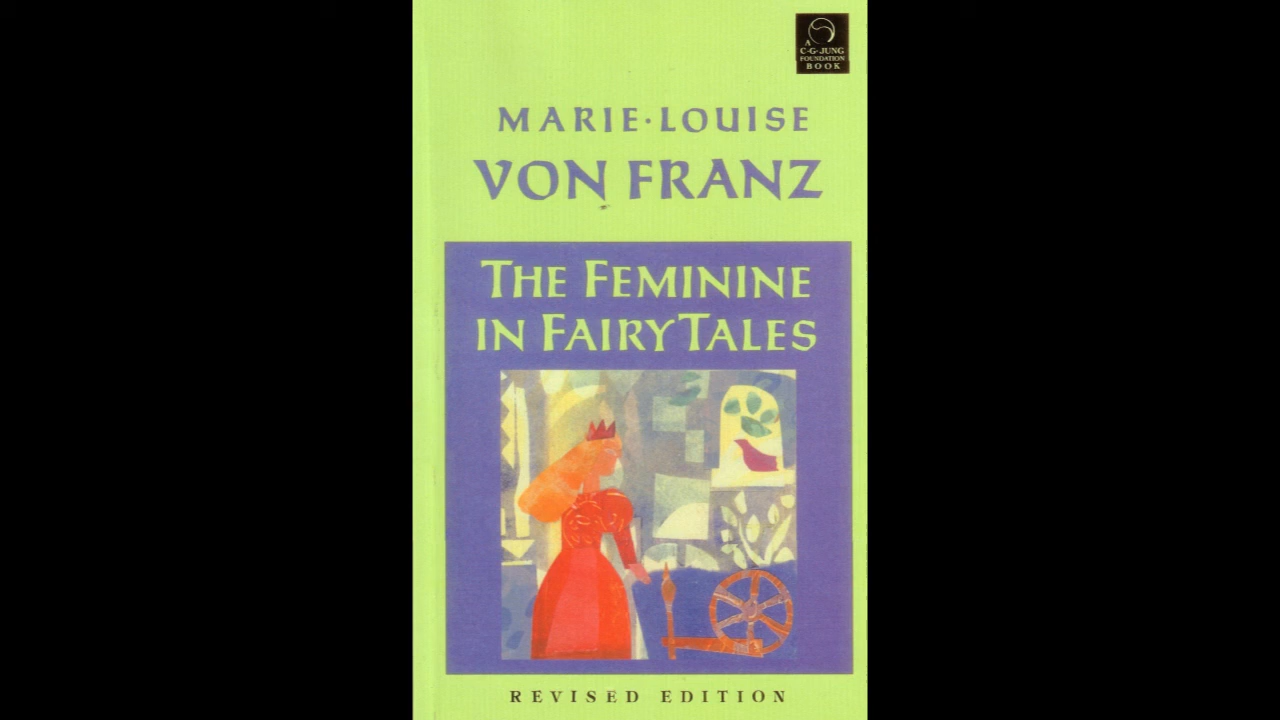 A
C·G·JUNG
FOUNDATION
BOOK
MARIE·LOUISE
VON FRANZ
THE FEMININE
IN FAIRY TALES
REVISED EDITION